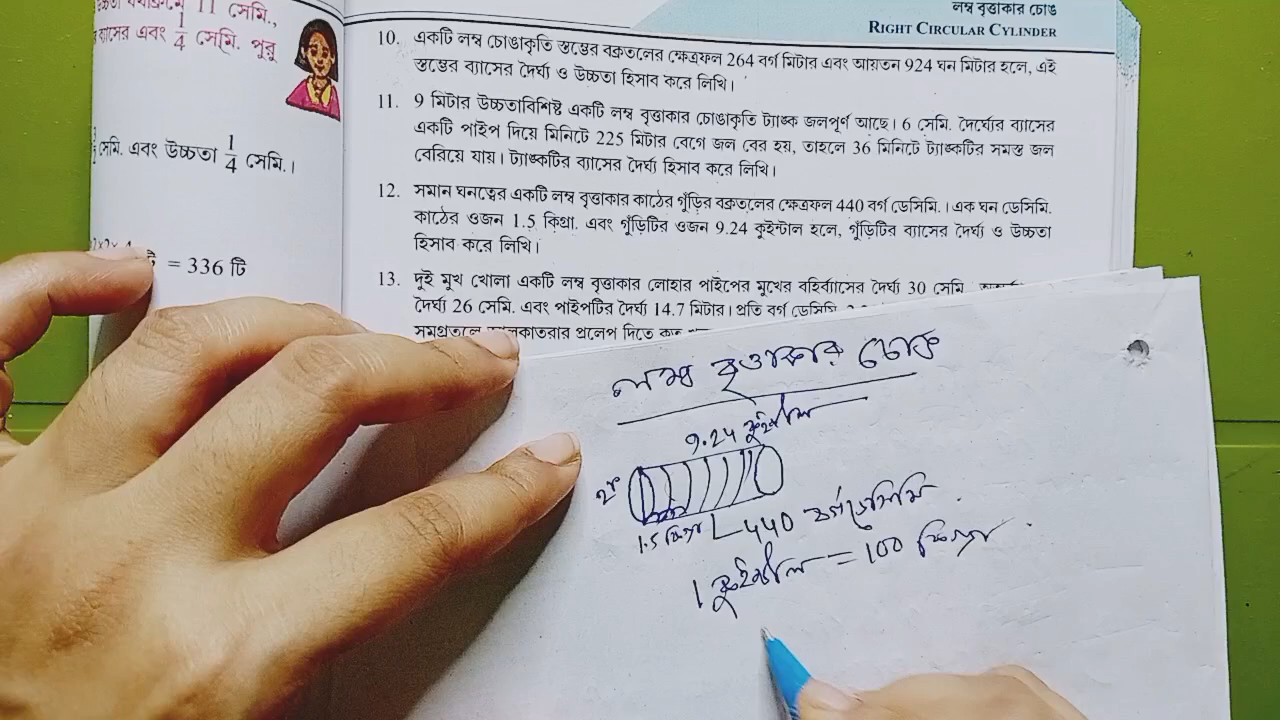 11 সেমি.,
ব্যাসের এবং 1/4 সেমি. পুরু
সেমি. এবং উচ্চতা 1/4 সেমি.।
= 336 টি
লম্ব বৃত্তাকার চোঙ
RIGHT CIRCULAR CYLINDER
10. একটি লম্ব চোঙাকৃতি স্তম্ভের বক্রতলের ক্ষেত্রফল 264 বর্গ মিটার এবং আয়তন 924 ঘন মিটার হলে, এই
স্তম্ভের ব্যাসের দৈর্ঘ্য ও উচ্চতা হিসাব করে লিখি।
11. 9 মিটার উচ্চতাবিশিষ্ট একটি লম্ব বৃত্তাকার চোঙাকৃতি ট্যাঙ্ক জলপূর্ণ আছে। 6 সেমি. দৈর্ঘ্যের ব্যাসের
একটি পাইপ দিয়ে মিনিটে 225 মিটার বেগে জল বের হয়, তাহলে 36 মিনিটে ট্যাঙ্কটির সমস্ত জল
বেরিয়ে যায়। ট্যাঙ্কটির ব্যাসের দৈর্ঘ্য হিসাব করে লিখি।
12. সমান ঘনত্বের একটি লম্ব বৃত্তাকার কাঠের গুঁড়ির বক্রতলের ক্ষেত্রফল 440 বর্গ ডেসিমি.। এক ঘন ডেসিমি.
কাঠের ওজন 1.5 কিগ্রা. এবং গুঁড়িটির ওজন 9.24 কুইন্টাল হলে, গুঁড়িটির ব্যাসের দৈর্ঘ্য ও উচ্চতা
হিসাব করে লিখি।
13. দুই মুখ খোলা একটি লম্ব বৃত্তাকার লোহার পাইপের মুখের বহির্ব্যাসের দৈর্ঘ্য 30 সেমি.
দৈর্ঘ্য 26 সেমি. এবং পাইপটির দৈর্ঘ্য 14.7 মিটার। প্রতি বর্গ ডেসিমি.
সমগ্রতলে প্রলেপ দিতে কত
লম্ব বৃত্তাকার চোঙ
9.24 কুইন্টাল
1.5 কিগ্রা
440 বর্গডেসিমি.
1 কুইন্টাল = 100 কিগ্রা.